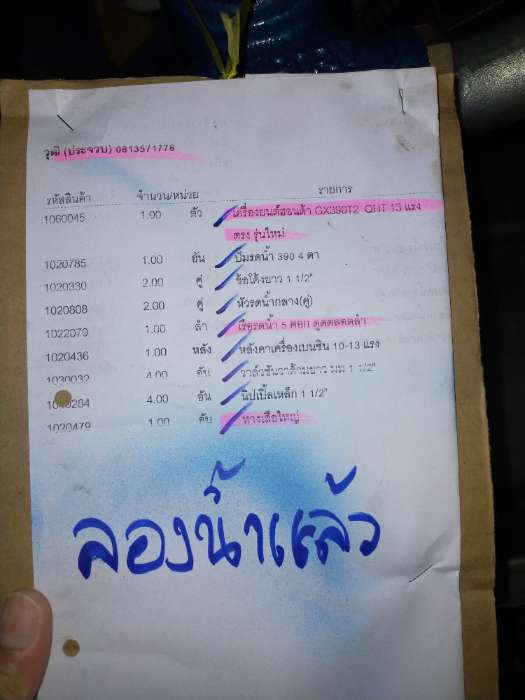 วุฒิ (ประจวบ) 0813571776
รหัสสินค้า จำนวน/หน่วย รายการ
1060045 1.00 ตัว เครื่องยนต์ฮอนด้า GX390T2 QHT 13 แรง
ตรง รุ่นใหม่
1020785 1.00 อัน ปั๊มรดน้ำ 390 4 ตา
1020330 2.00 คู่ ข้อโค้งยาว 1 1/2"
1020808 2.00 คู่ หัวรดน้ำกลาง(คู่)
1022079 1.00 ลำ เรือรดน้ำ 5 ศอก ดูดตลอดลำ
1020436 1.00 หลัง หลังคาเครื่องเบนซิน 10-13 แรง
1030032 4.00 อัน วาล์วซันวาด้ามยาว มม 1 1/2"
284 4.00 อัน นิปเปิ้ลเหล็ก 1 1/2"
1020479 1.00 คัน หางเสือใหญ่
ลองน้ำแล้ว